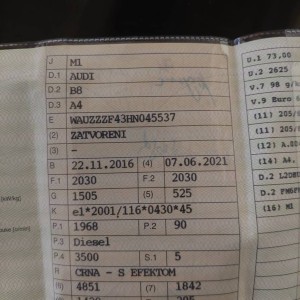 J M1
D.1 AUDI
D.2 B8
D.3 A4
E WAUZZZF43HN045537
(2) ZATVORENI
(3) -
B 22.11.2016 (4) 07.06.2021
F.1 2030 F.2 2030
G 1505 (5) 525
K e1*2001/116*0430*45
P.1 1968 P.2 90
P.3 Diesel
P.4 3500 S.1 5
R CRNA - S EFEKTOM
(6) 4851 (7) 1842
U.1 73,00
U.2 2625
V.7 98 g/
V.9 Euro
(11) 205/
(11) 205/
(12) A.00
(14) A4,
D.2 L2D8
D.2 FM6F
(16) M1